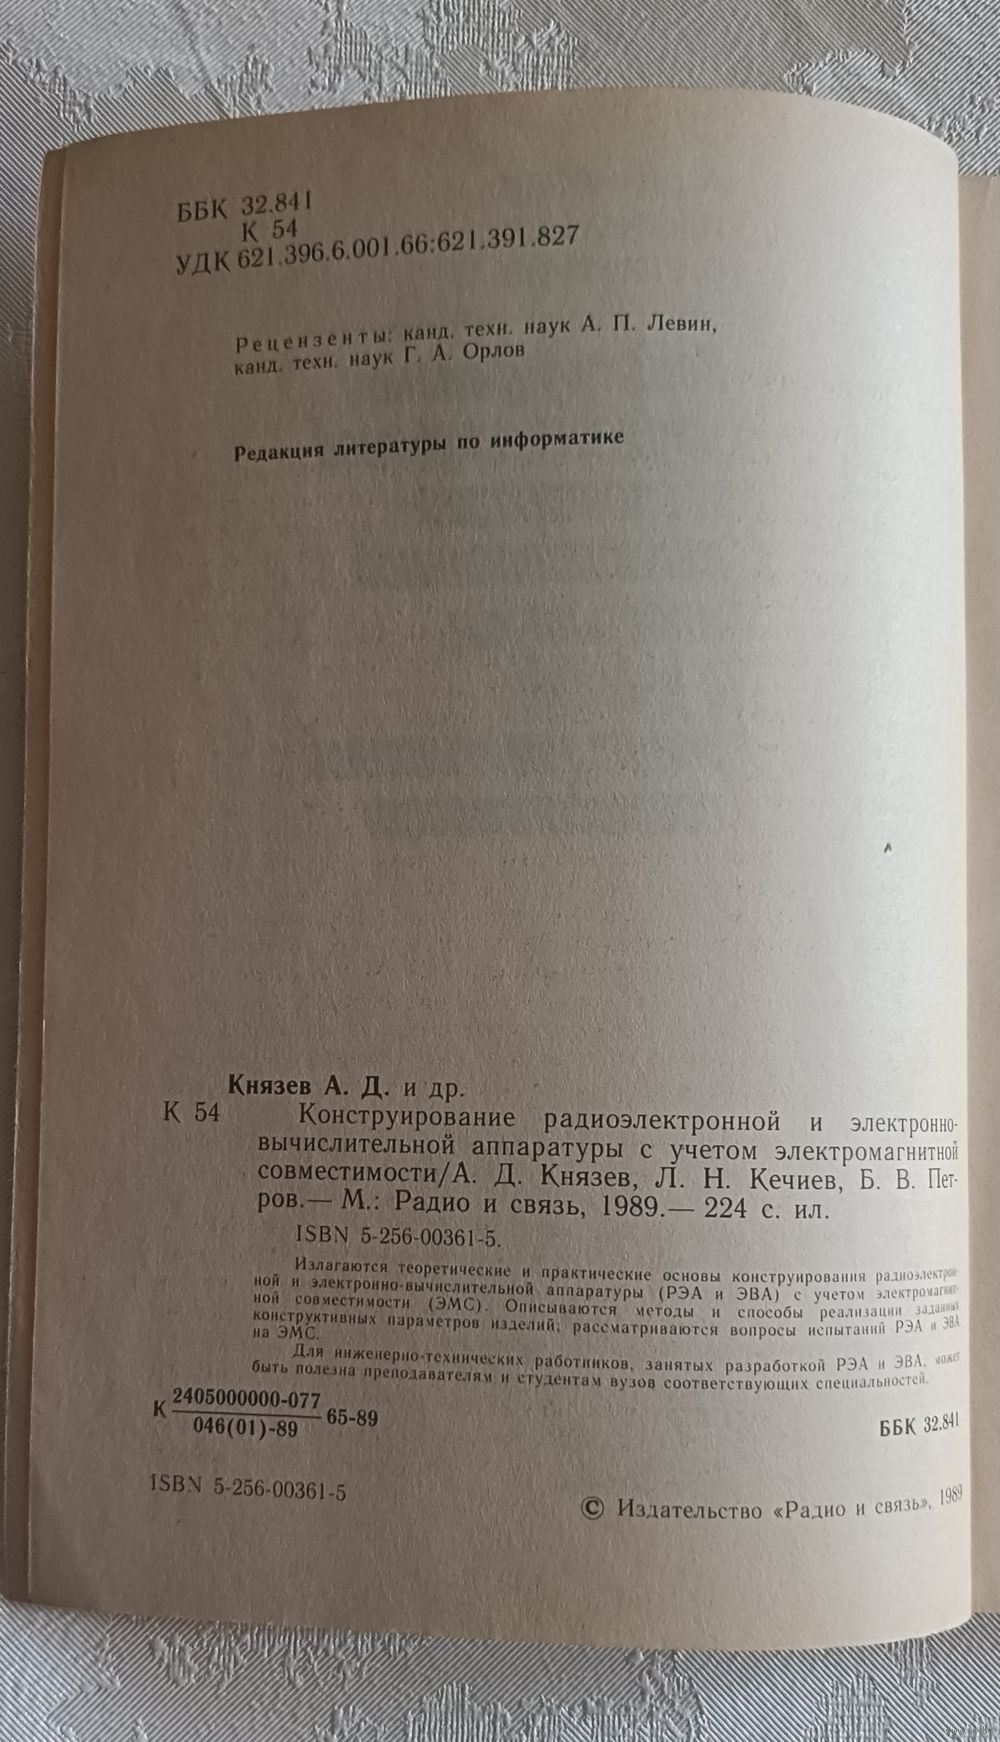 ББК 32.841
К 54
УДК 621.396.6.001.66:621.391.827
Рецензенты: канд. техн. наук А. П. Левин,
канд. техн. наук Г. А. Орлов
Редакция литературы по информатике
Князев А. Д. и др.
К 54 Конструирование радиоэлектронной и электронно-
вычислительной аппаратуры с учетом электромагнитной
совместимости/А. Д. Князев, Л. Н. Кечиев, Б. В. Пет-
ров.— М.: Радио и связь, 1989.— 224 с. ил.
ISBN 5-256-00361-5.
Излагаются теоретические и практические основы конструирования радиоэлектрон-
ной и электронно-вычислительной аппаратуры (РЭА и ЭВА) с учетом электромагнит-
ной совместимости (ЭМС). Описываются методы и способы реализации заданных
конструктивных параметров изделий; рассматриваются вопросы испытаний РЭА и ЭВА
на ЭМС.
Для инженерно-технических работников, занятых разработкой РЭА и ЭВА, может
быть полезна преподавателям и студентам вузов соответствующих специальностей.
2405000000-077
К 65-89
046(01)-89
ББК 32.841
ISBN 5-256-00361-5
© Издательство «Радио и связь», 1989